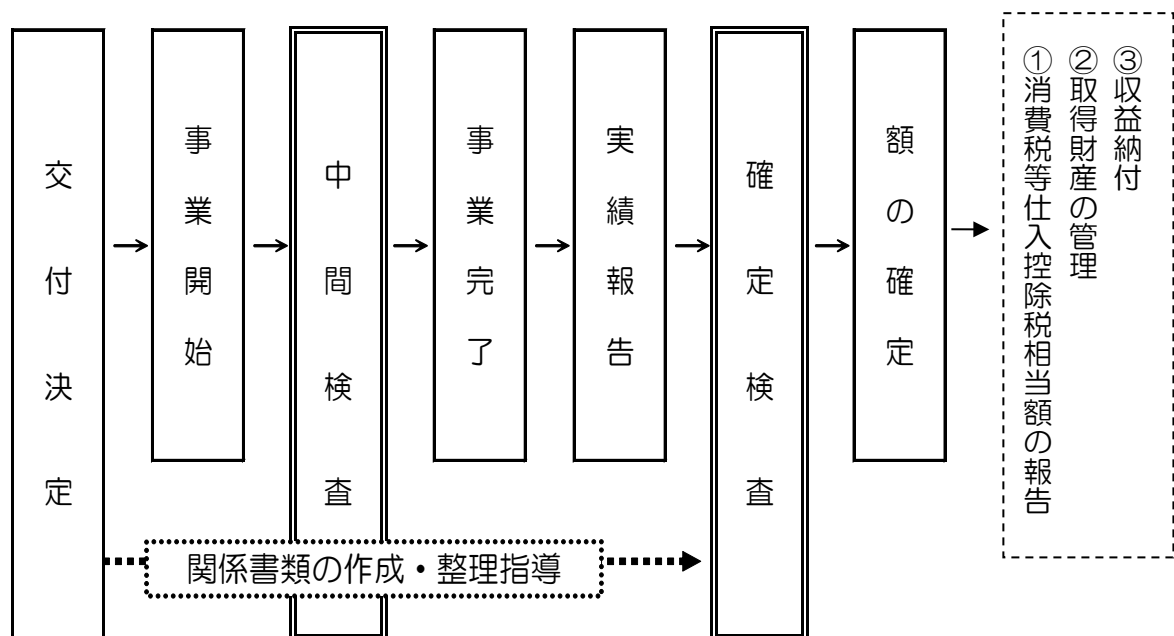 交付決定
事業開始
中間検査
事業完了
実績報告
確定検査
額の確定
①消費税等仕入控除税相当額の報告
②取得財産の管理
③収益納付
関係書類の作成・整理指導